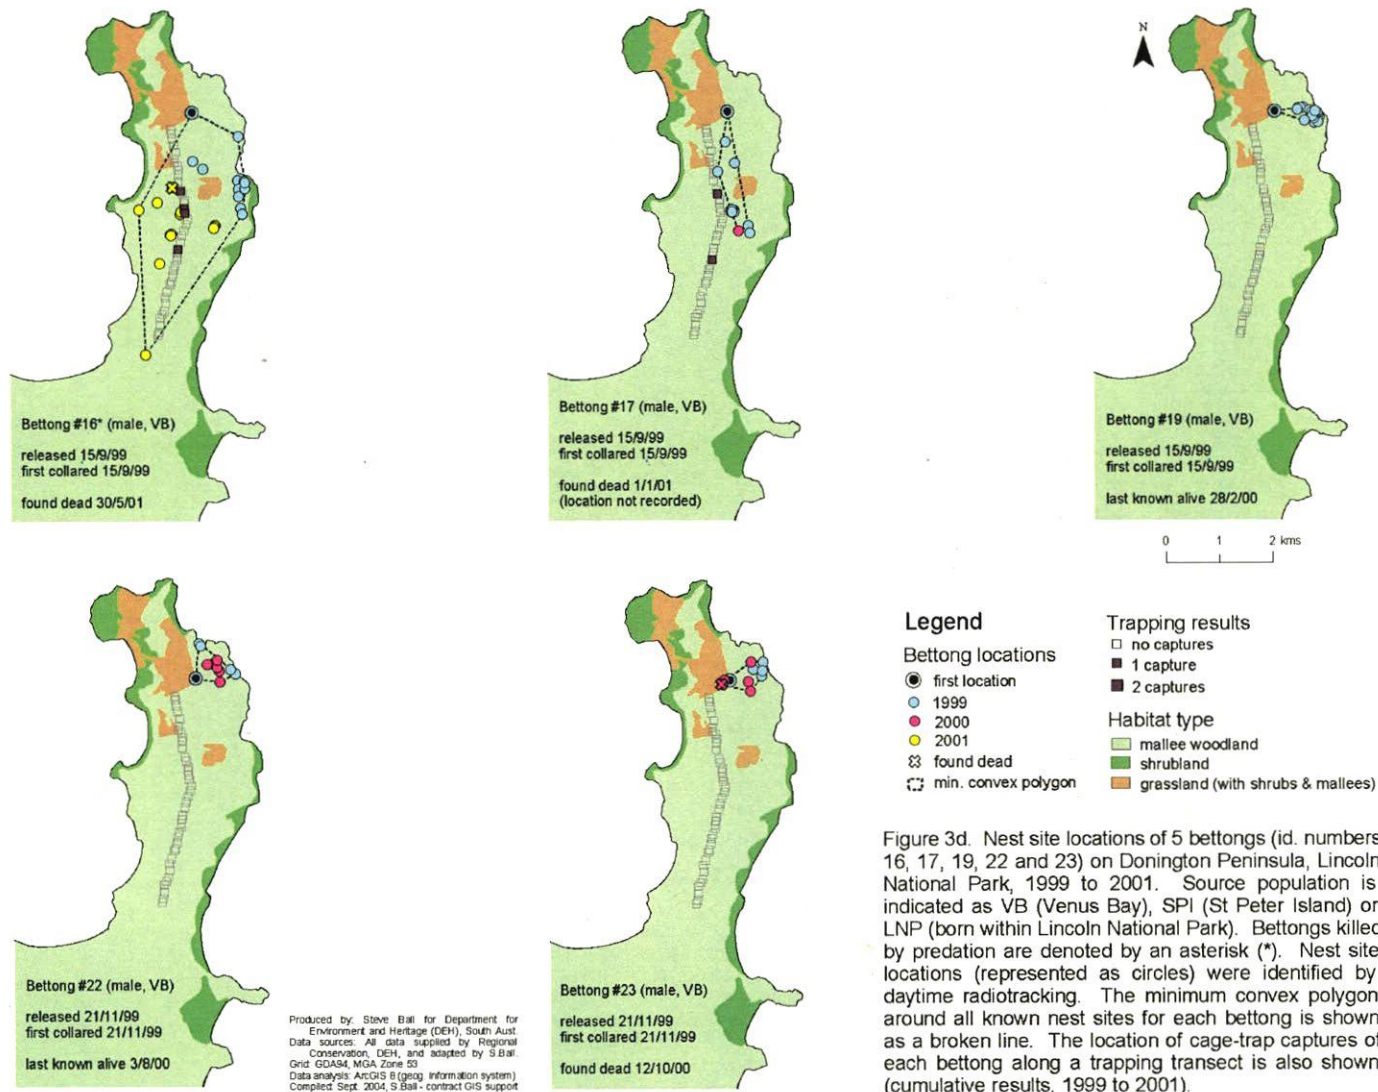 N
Bettong #16* (male, VB)
released 15/9/99
first collared 15/9/99
found dead 30/5/01
Bettong #17 (male, VB)
released 15/9/99
first collared 15/9/99
found dead 1/1/01
(location not recorded)
Bettong #19 (male, VB)
released 15/9/99
first collared 15/9/99
last known alive 28/2/00
0 1 2 kms
Bettong #22 (male, VB)
released 21/11/99
first collared 21/11/99
last known alive 3/8/00
Produced by: Steve Ball for Department for
Environment and Heritage (DEH), South Aust.
Data sources: All data supplied by Regional
Conservation, DEH, and adapted by S.Ball.
Grid: GDA94, MGA Zone 53
Data analysis: ArcGIS 8 (geog. information system)
Compiled: Sept. 2004, S.Ball - contract GIS support
Bettong #23 (male, VB)
released 21/11/99
first collared 21/11/99
found dead 12/10/00
Legend
Bettong locations
first location
1999
2000
2001
found dead
min. convex polygon
Trapping results
no captures
1 capture
2 captures
Habitat type
mallee woodland
shrubland
grassland (with shrubs & mallees)
Figure 3d. Nest site locations of 5 bettongs (id. numbers
16, 17, 19, 22 and 23) on Donington Peninsula, Lincoln
National Park, 1999 to 2001. Source population is
indicated as VB (Venus Bay), SPI (St Peter Island) or
LNP (born within Lincoln National Park). Bettongs killed
by predation are denoted by an asterisk (*). Nest site
locations (represented as circles) were identified by
daytime radiotracking. The minimum convex polygon
around all known nest sites for each bettong is shown
as a broken line. The location of cage-trap captures of
each bettong along a trapping transect is also shown
(cumulative results, 1999 to 2001).